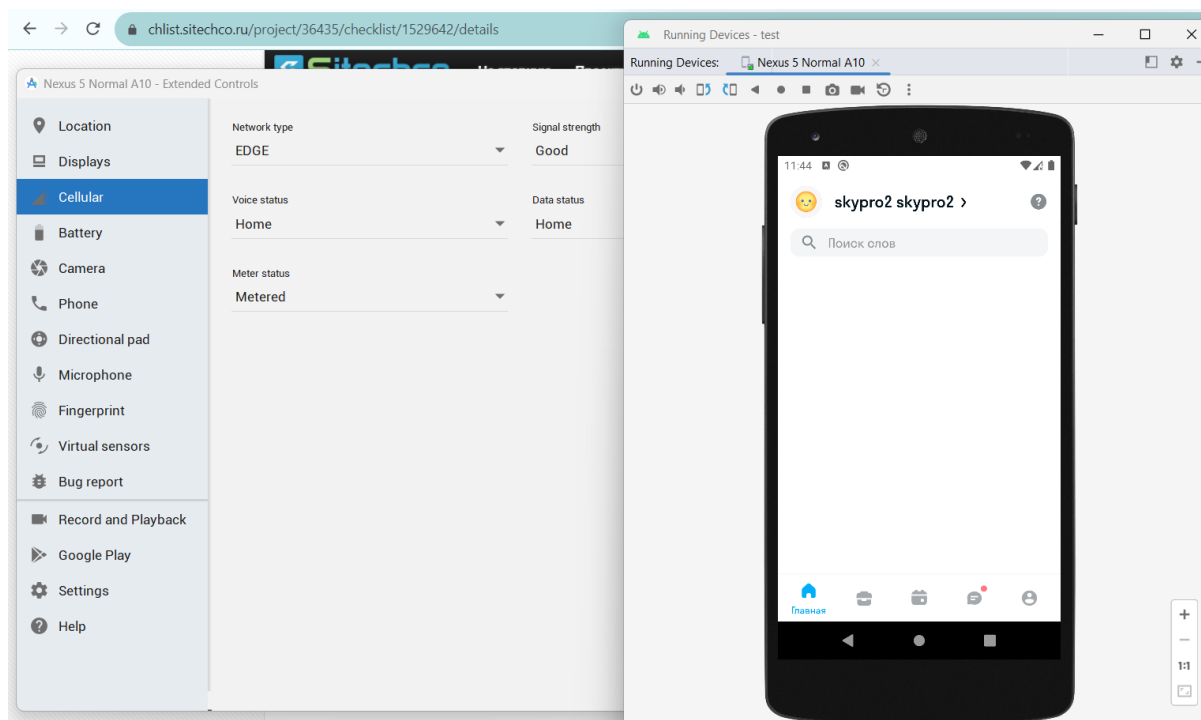 chlist.sitechco.ru/project/36435/checklist/1529642/details
Sitechco
Nexus 5 Normal A10 - Extended Controls
Location
Displays
Cellular
Battery
Camera
Phone
Directional pad
Microphone
Fingerprint
Virtual sensors
Bug report
Record and Playback
Google Play
Settings
Help
Network type
EDGE
Signal strength
Good
Voice status
Home
Data status
Home
Meter status
Metered
Running Devices - test
Running Devices:
Nexus 5 Normal A10
11:44
skypro2 skypro2
Поиск слов
Главная
1:1